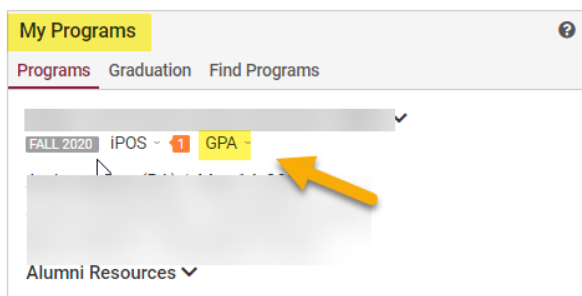 My Programs
Programs Graduation Find Programs
FALL 2020 iPOS 1 GPA
Alumni Resources